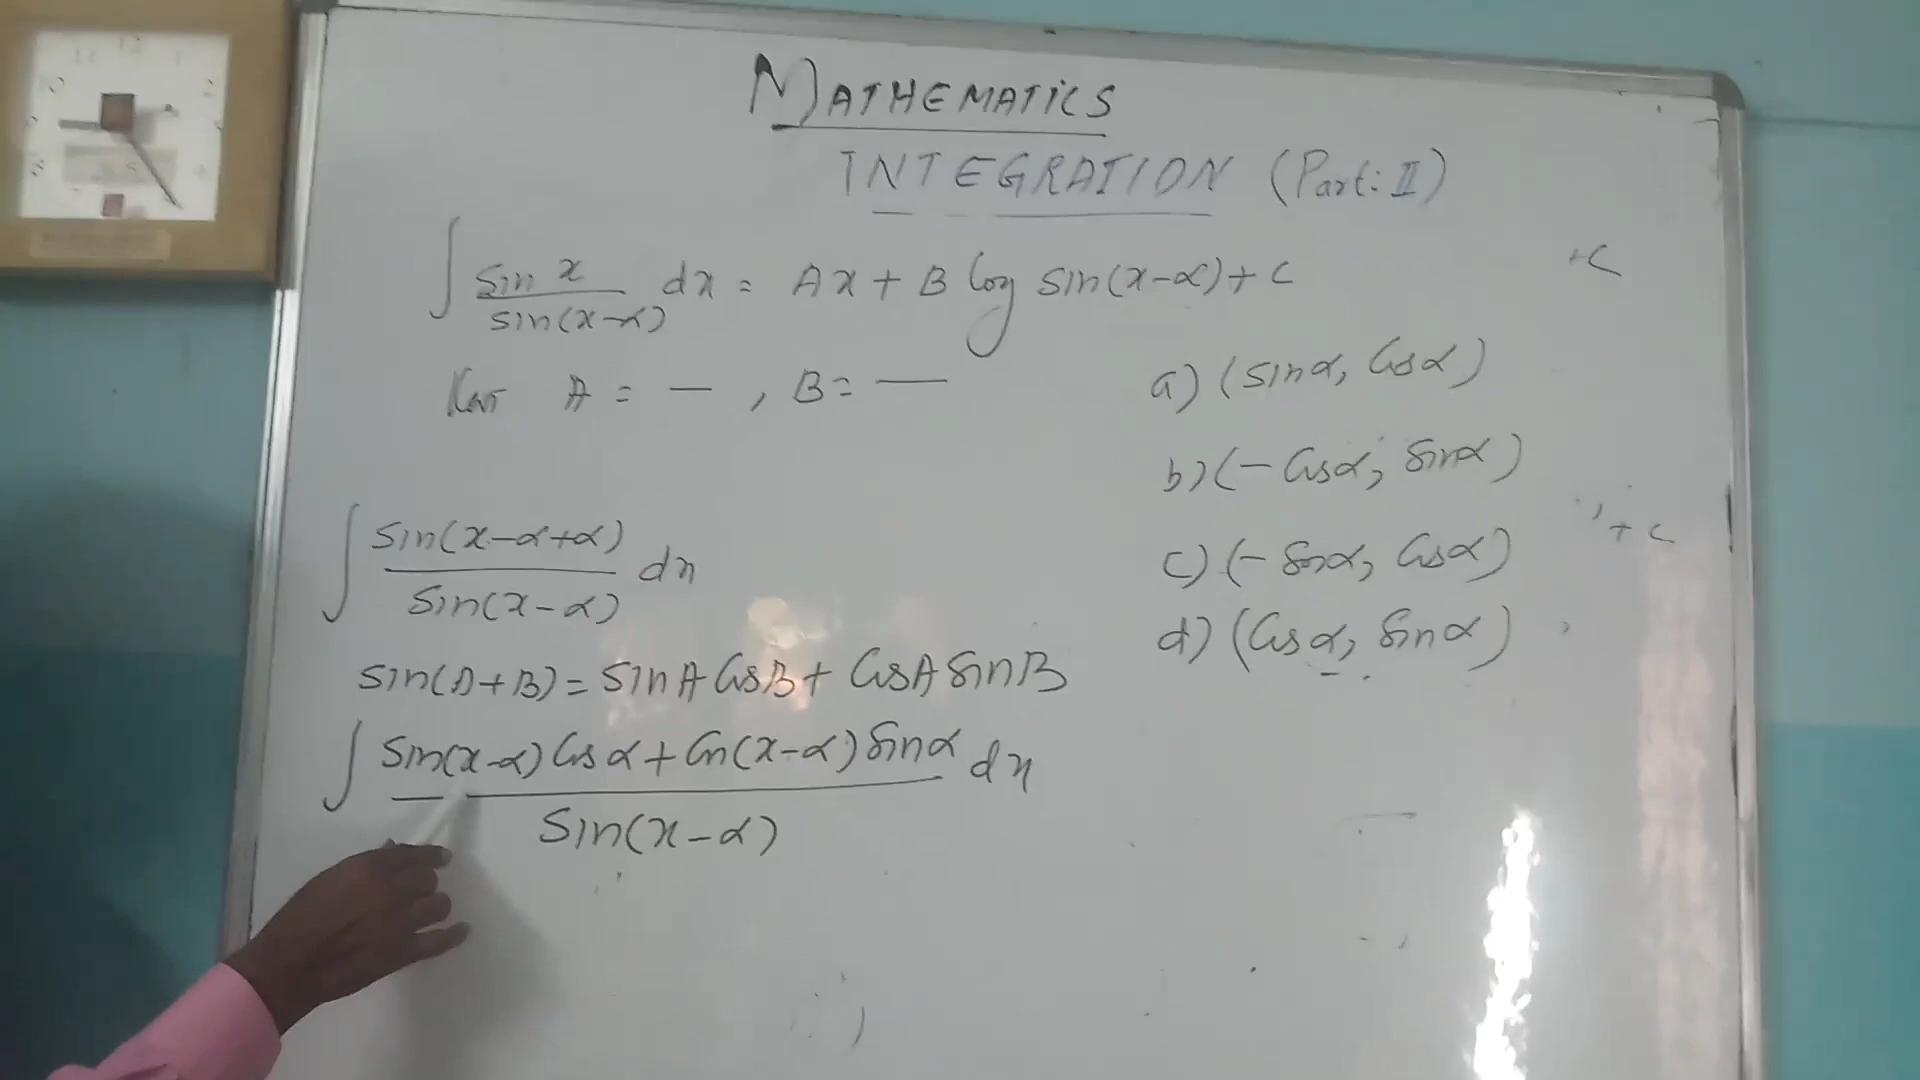 MATHEMATICS
INTEGRATION (Part: II)
∫ sin x / sin(x-α) dx = Ax + B log sin(x-α) + C
+C
A = — , B = —
a) (sinα, Cosα)
b) (-Cosα, Sinα)
∫ sin(x-α+α) / sin(x-α) dx
c) (-Sinα, Cosα)
+ C
d) (Cosα, Sinα)
sin(A+B) = sinA CosB + CosA SinB
∫ Sin(x-α) Cosα + Cos(x-α) Sinα / Sin(x-α) dx